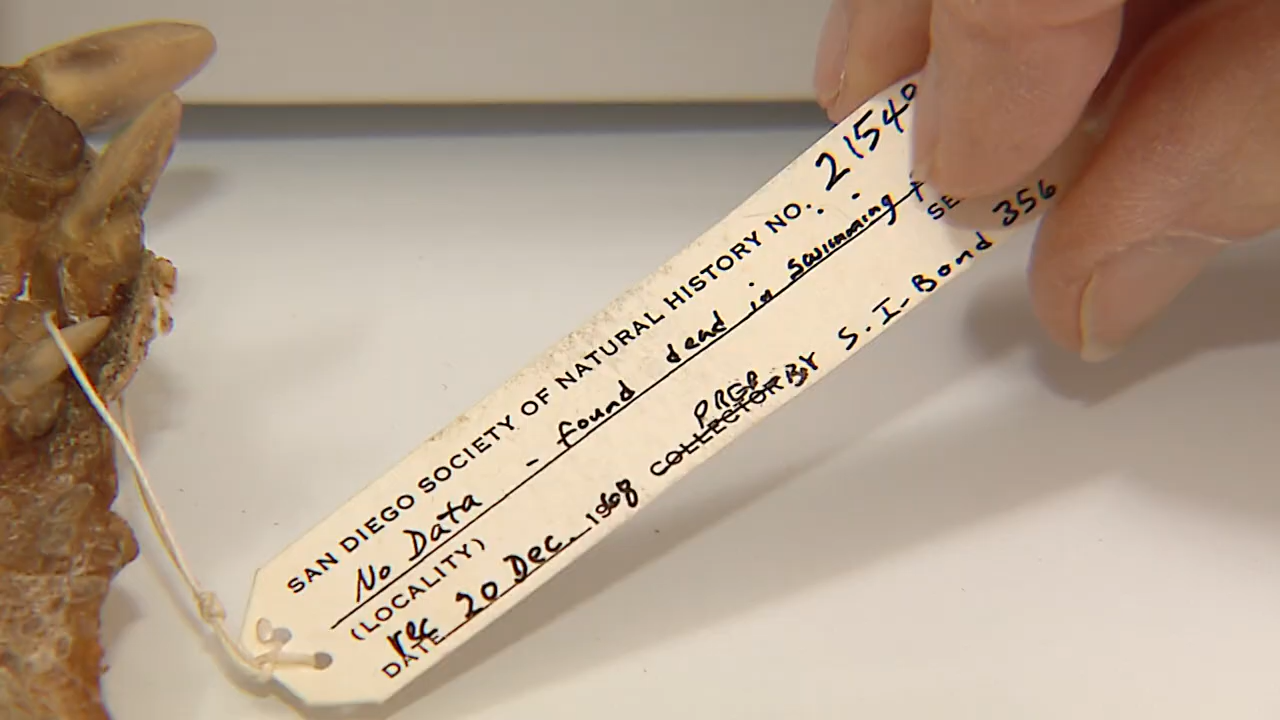 SAN DIEGO SOCIETY OF NATURAL HISTORY NO. 21540
No Data - found dead in swimming
(LOCALITY) SE
rec 20 Dec. 1968 PREP
DATE COLLECTOR BY S. I. Bond 356